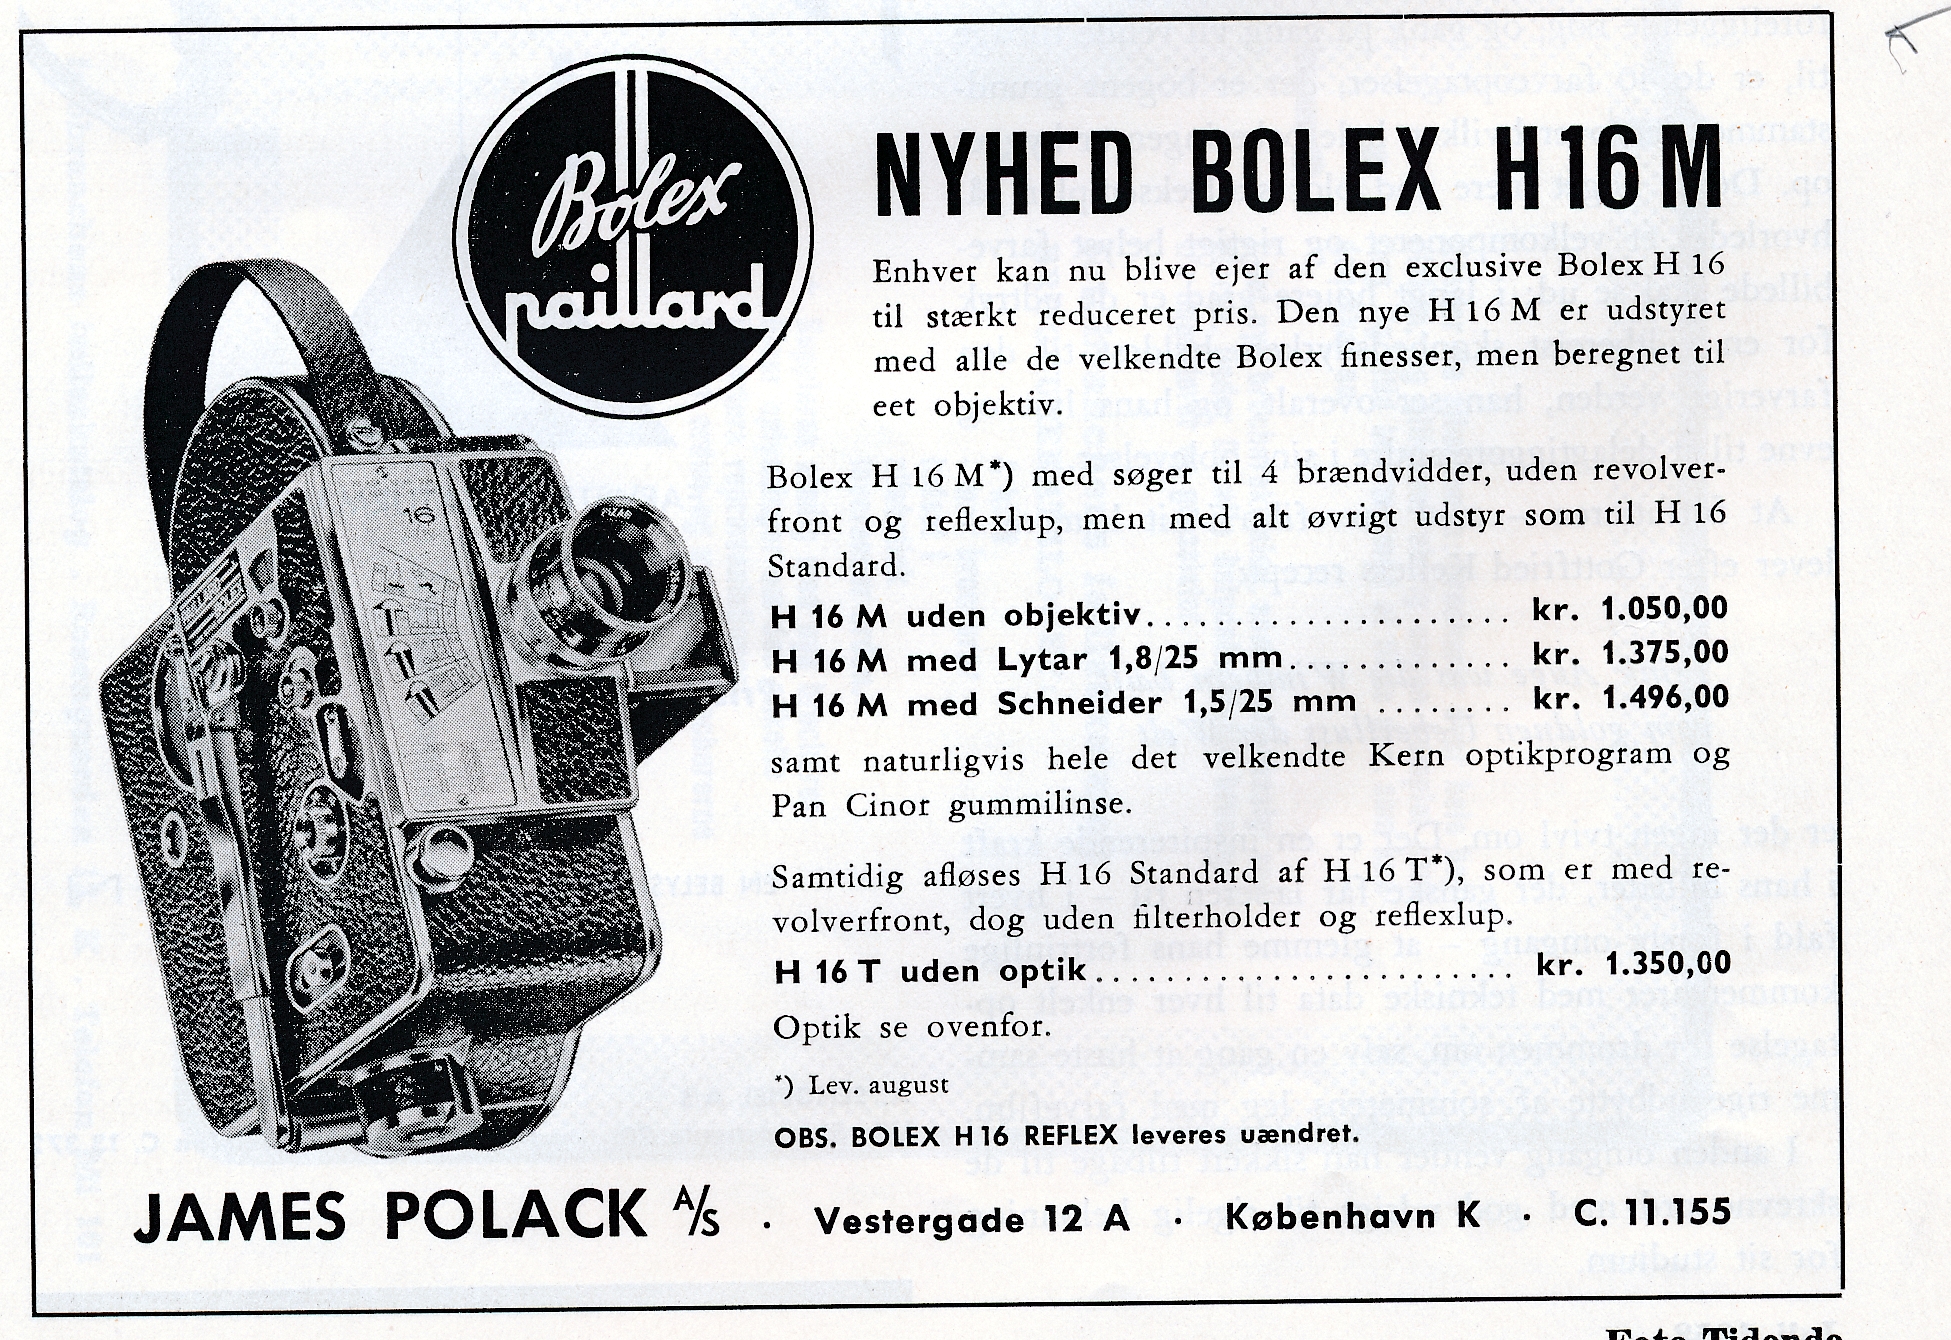 Bolex
paillard
NYHED BOLEX H16M
Enhver kan nu blive ejer af den exclusive Bolex H 16
til stærkt reduceret pris. Den nye H 16 M er udstyret
med alle de velkendte Bolex finesser, men beregnet til
eet objektiv.
Bolex H 16 M*) med søger til 4 brændvidder, uden revolver-
front og reflexlup, men med alt øvrigt udstyr som til H 16
Standard.
H 16 M uden objektiv..................... kr. 1.050,00
H 16 M med Lytar 1,8/25 mm............. kr. 1.375,00
H 16 M med Schneider 1,5/25 mm ........ kr. 1.496,00
samt naturligvis hele det velkendte Kern optikprogram og
Pan Cinor gummilinse.
Samtidig afløses H 16 Standard af H 16 T*), som er med re-
volverfront, dog uden filterholder og reflexlup.
H 16 T uden optik......................... kr. 1.350,00
Optik se ovenfor.
*) Lev. august
OBS. BOLEX H 16 REFLEX leveres uændret.
JAMES POLACK A/S · Vestergade 12 A · København K · C. 11.155
16
Foto Tidende